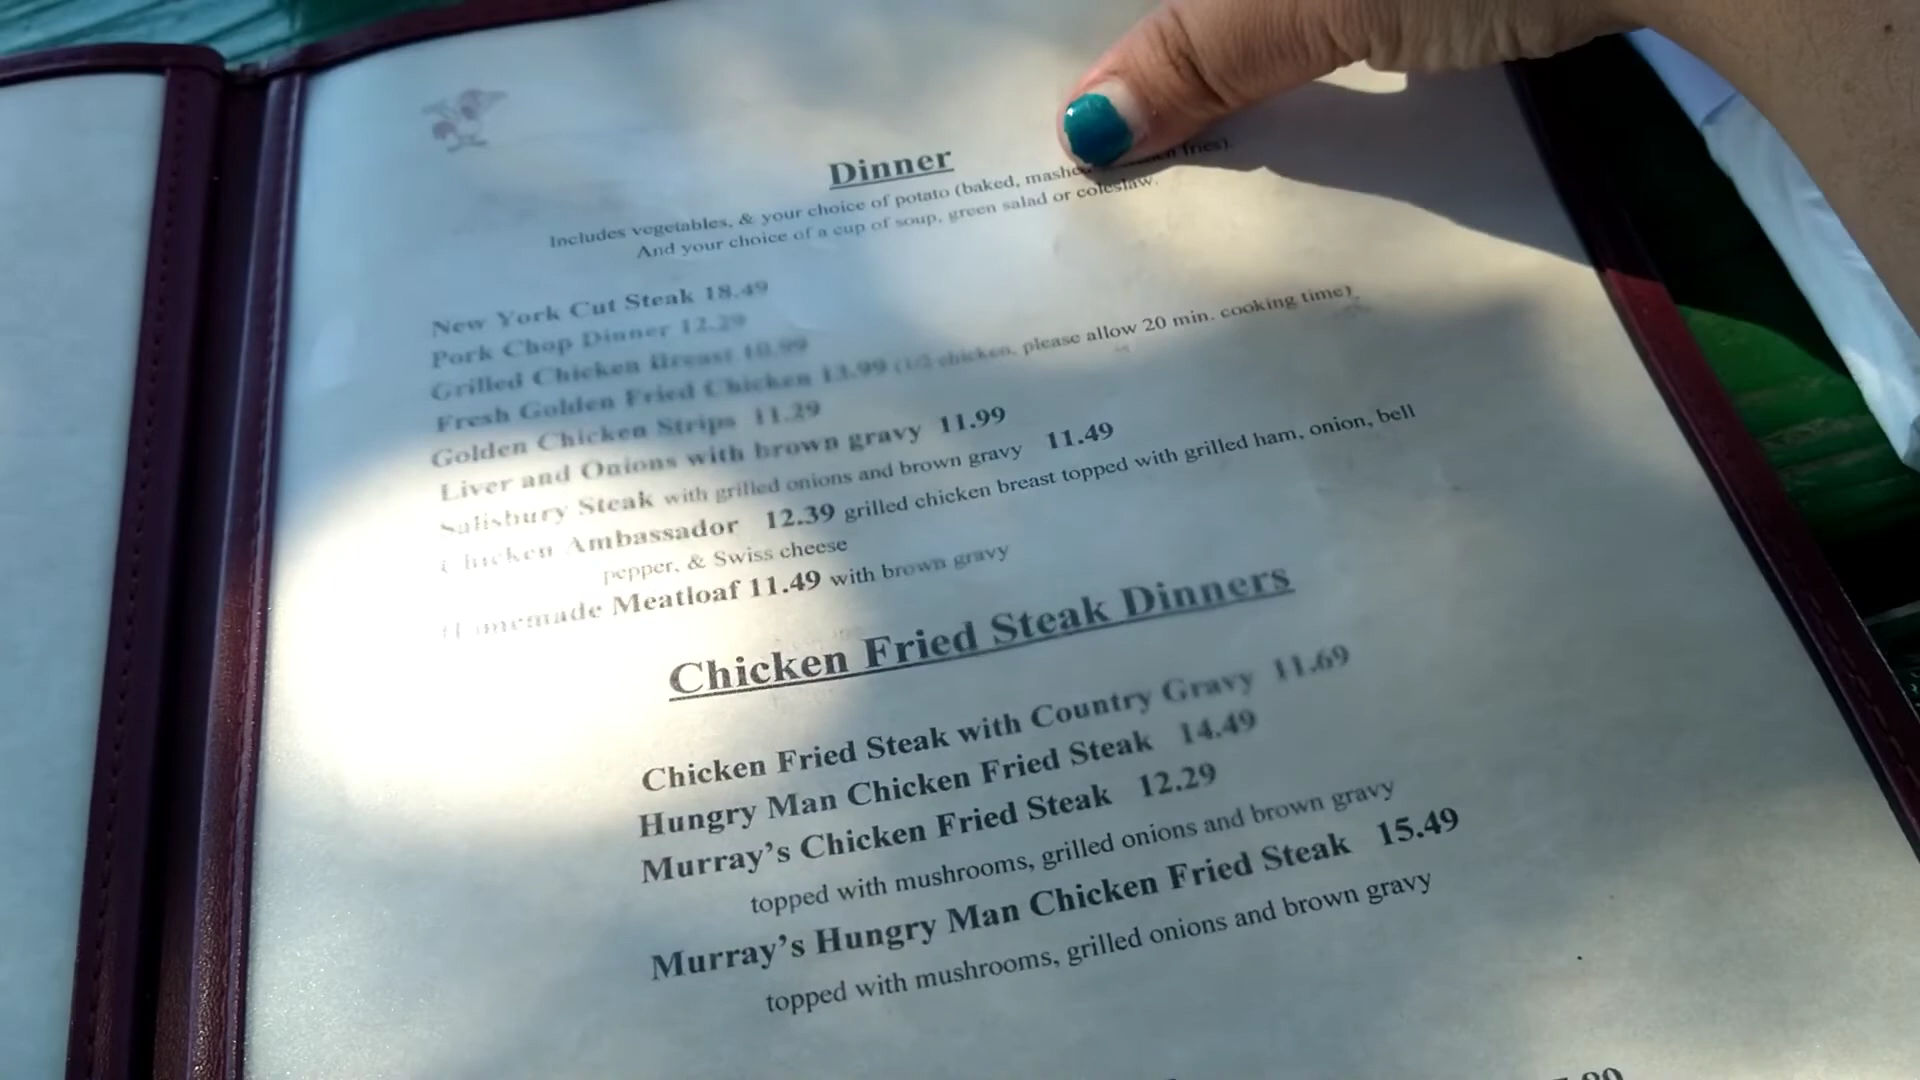 Dinner
Includes vegetables, & your choice of potato (baked, mashed fries).
And your choice of a cup of soup, green salad or coleslaw.
New York Cut Steak 18.49
Pork Chop Dinner 12.29
Grilled Chicken Breast 10.99
Fresh Golden Fried Chicken 13.99 (1/2 chicken, please allow 20 min. cooking time)
Golden Chicken Strips 11.29
Liver and Onions with brown gravy 11.99
Salisbury Steak with grilled onions and brown gravy 11.49
Chicken Ambassador 12.39 grilled chicken breast topped with grilled ham, onion, bell
pepper, & Swiss cheese
Homemade Meatloaf 11.49 with brown gravy
Chicken Fried Steak Dinners
Chicken Fried Steak with Country Gravy 11.69
Hungry Man Chicken Fried Steak 14.49
Murray's Chicken Fried Steak 12.29
topped with mushrooms, grilled onions and brown gravy
Murray's Hungry Man Chicken Fried Steak 15.49
topped with mushrooms, grilled onions and brown gravy